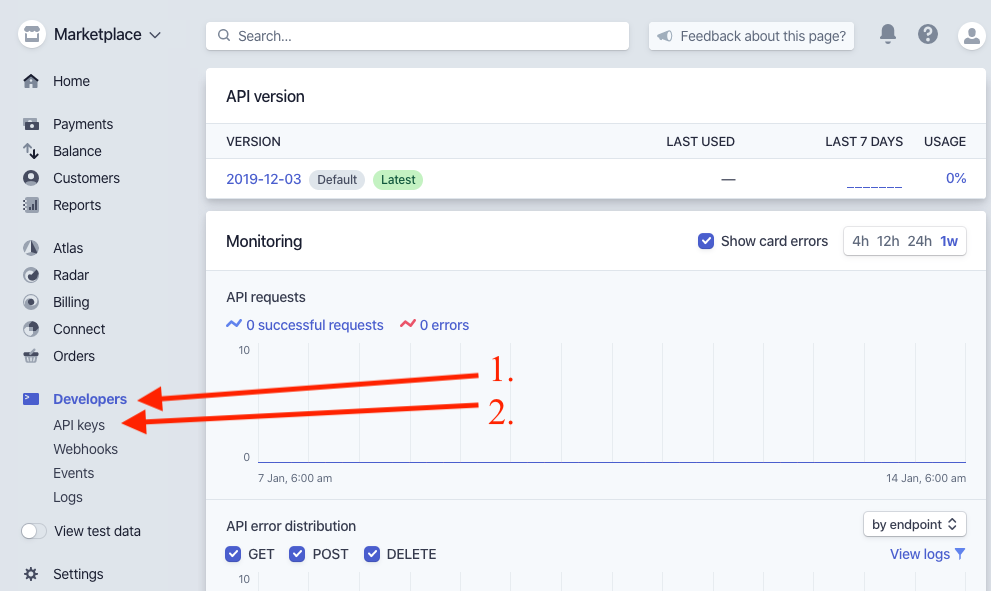 Marketplace
Search...
Feedback about this page?
Home
Payments
Balance
Customers
Reports
Atlas
Radar
Billing
Connect
Orders
Developers
API keys
Webhooks
Events
Logs
View test data
Settings
API version
VERSION LAST USED LAST 7 DAYS USAGE
2019-12-03 Default Latest — 0%
Monitoring
Show card errors 4h 12h 24h 1w
API requests
0 successful requests 0 errors
10
1.
2.
0
7 Jan, 6:00 am 14 Jan, 6:00 am
API error distribution by endpoint
GET POST DELETE View logs
10